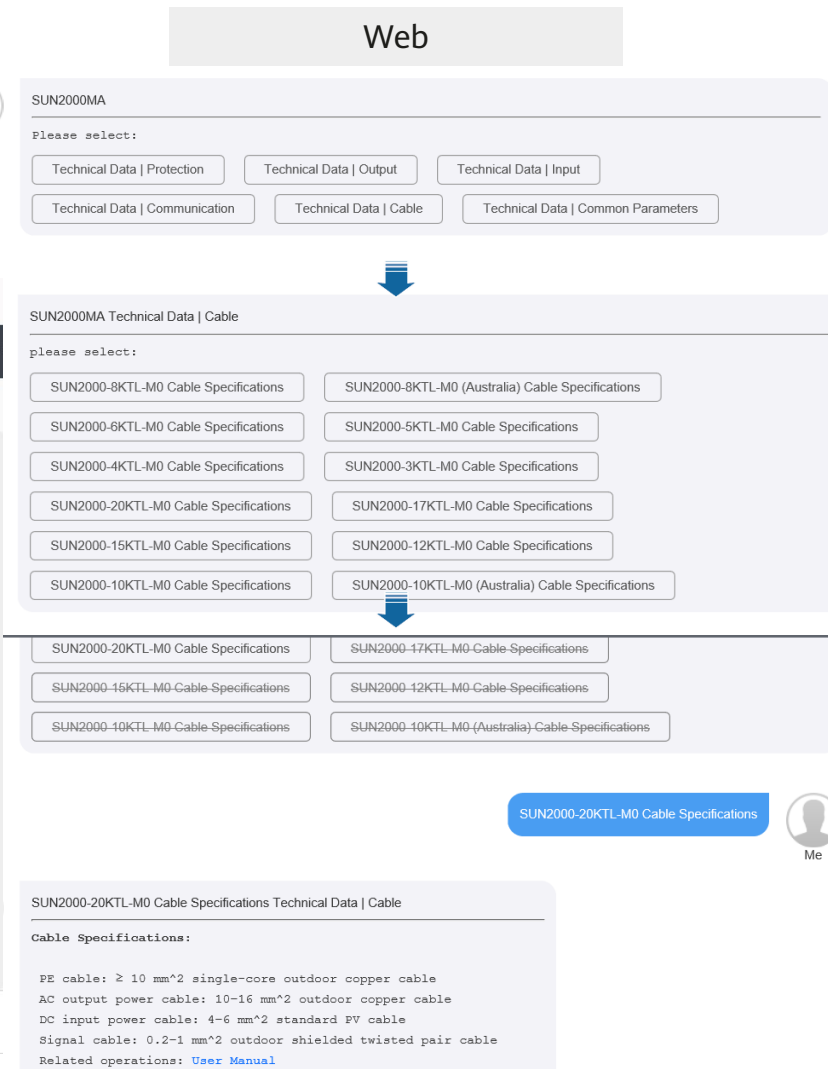 Web
SUN2000MA
Please select:
Technical Data | Protection Technical Data | Output Technical Data | Input
Technical Data | Communication Technical Data | Cable Technical Data | Common Parameters
SUN2000MA Technical Data | Cable
please select:
SUN2000-8KTL-M0 Cable Specifications SUN2000-8KTL-M0 (Australia) Cable Specifications
SUN2000-6KTL-M0 Cable Specifications SUN2000-5KTL-M0 Cable Specifications
SUN2000-4KTL-M0 Cable Specifications SUN2000-3KTL-M0 Cable Specifications
SUN2000-20KTL-M0 Cable Specifications SUN2000-17KTL-M0 Cable Specifications
SUN2000-15KTL-M0 Cable Specifications SUN2000-12KTL-M0 Cable Specifications
SUN2000-10KTL-M0 Cable Specifications SUN2000-10KTL-M0 (Australia) Cable Specifications
SUN2000-20KTL-M0 Cable Specifications SUN2000-17KTL-M0 Cable Specifications
SUN2000-15KTL-M0 Cable Specifications SUN2000-12KTL-M0 Cable Specifications
SUN2000-10KTL-M0 Cable Specifications SUN2000-10KTL-M0 (Australia) Cable Specifications
SUN2000-20KTL-M0 Cable Specifications
Me
SUN2000-20KTL-M0 Cable Specifications Technical Data | Cable
Cable Specifications:
PE cable: ≥ 10 mm^2 single-core outdoor copper cable
AC output power cable: 10-16 mm^2 outdoor copper cable
DC input power cable: 4-6 mm^2 standard PV cable
Signal cable: 0.2-1 mm^2 outdoor shielded twisted pair cable
Related operations: User Manual